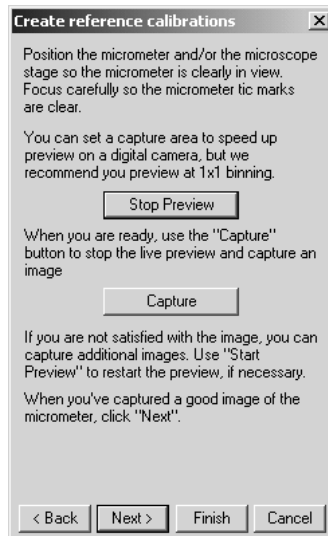 Create reference calibrations
Position the micrometer and/or the microscope
stage so the micrometer is clearly in view.
Focus carefully so the micrometer tic marks
are clear.
You can set a capture area to speed up
preview on a digital camera, but we
recommend you preview at 1x1 binning.
Stop Preview
When you are ready, use the "Capture"
button to stop the live preview and capture an
image
Capture
If you are not satisfied with the image, you can
capture additional images. Use "Start
Preview" to restart the preview, if necessary.
When you've captured a good image of the
micrometer, click "Next".
< Back Next > Finish Cancel